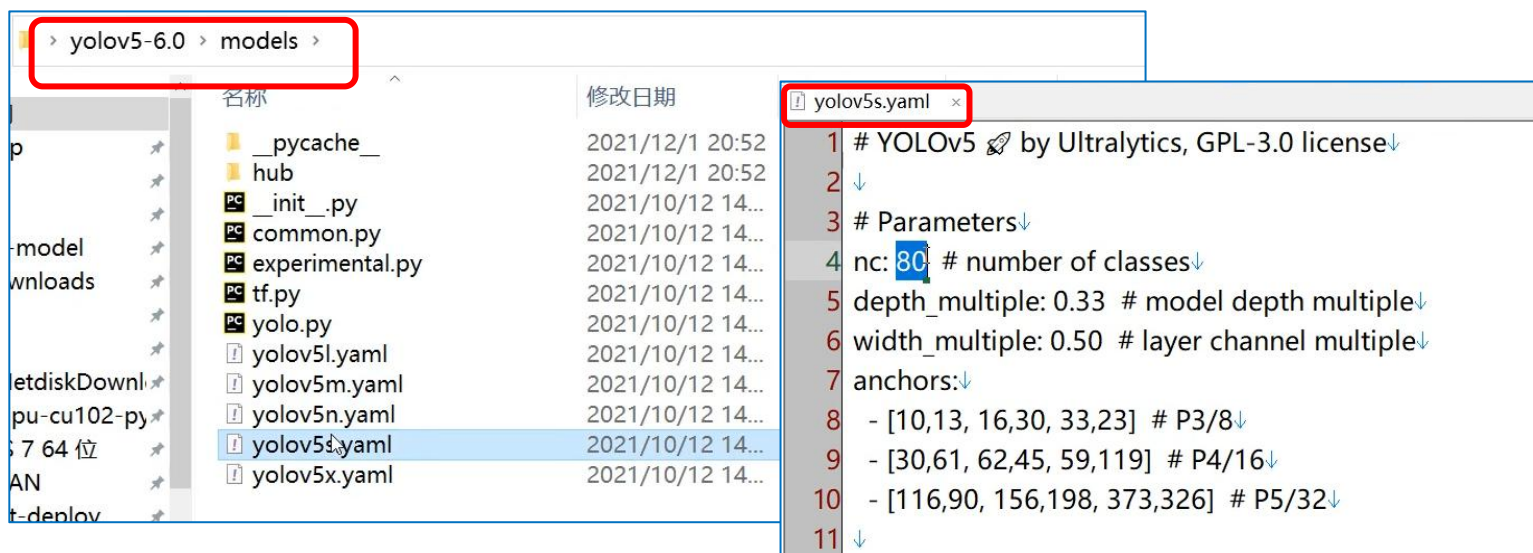 yolov5-6.0 > models >
名称 修改日期
__pycache__ 2021/12/1 20:52
hub 2021/12/1 20:52
__init__.py 2021/10/12 14...
common.py 2021/10/12 14...
experimental.py 2021/10/12 14...
tf.py 2021/10/12 14...
yolo.py 2021/10/12 14...
yolov5l.yaml 2021/10/12 14...
yolov5m.yaml 2021/10/12 14...
yolov5n.yaml 2021/10/12 14...
yolov5s.yaml 2021/10/12 14...
yolov5x.yaml 2021/10/12 14...
-model
wnloads
letdiskDownl
pu-cu102-py
7 64 位
AN
t-deploy
yolov5s.yaml ×
1 # YOLOv5 🚀 by Ultralytics, GPL-3.0 license↓
2 ↓
3 # Parameters↓
4 nc: 80 # number of classes↓
5 depth_multiple: 0.33 # model depth multiple↓
6 width_multiple: 0.50 # layer channel multiple↓
7 anchors:↓
8 - [10,13, 16,30, 33,23] # P3/8↓
9 - [30,61, 62,45, 59,119] # P4/16↓
10 - [116,90, 156,198, 373,326] # P5/32↓
11 ↓